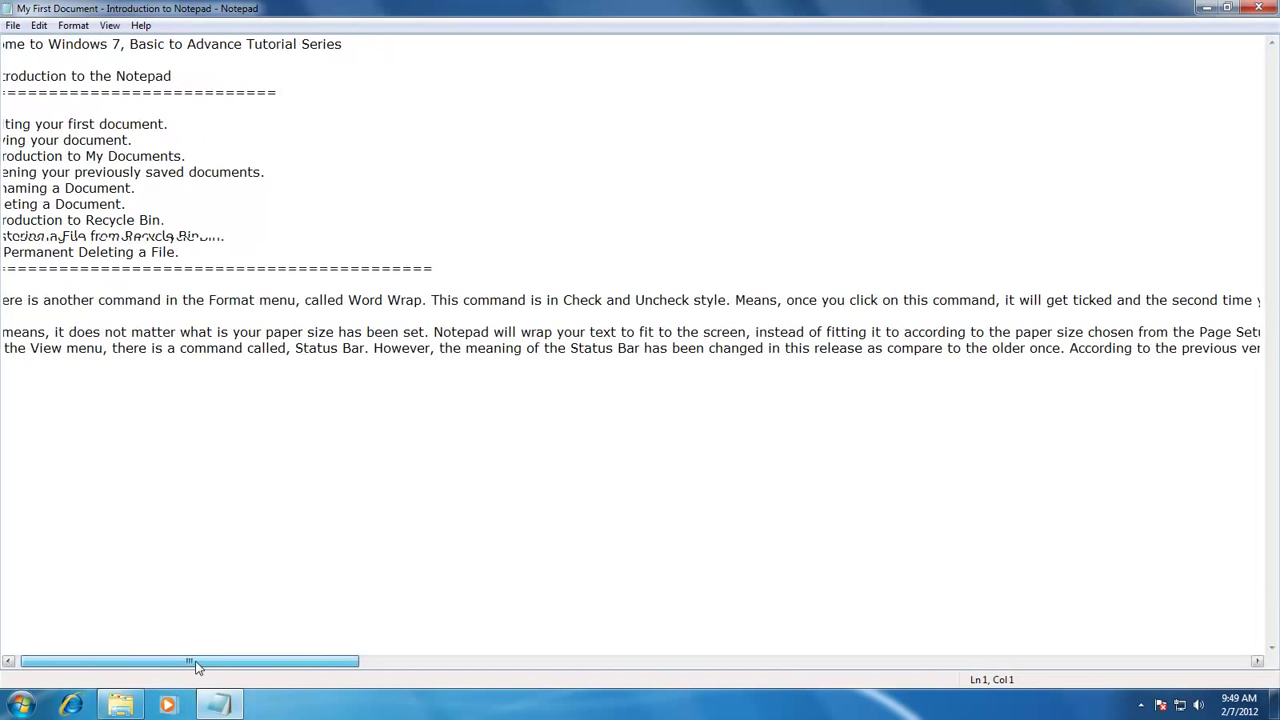 My First Document - Introduction to Notepad - Notepad
File Edit Format View Help
ome to Windows 7, Basic to Advance Tutorial Series
troduction to the Notepad
==========================
ting your first document.
ving your document.
roduction to My Documents.
ening your previously saved documents.
naming a Document.
eting a Document.
roduction to Recycle Bin.
a File from Recycle Bin.
Permanent Deleting a File.
=========================================
ere is another command in the Format menu, called Word Wrap. This command is in Check and Uncheck style. Means, once you click on this command, it will get ticked and the second time
means, it does not matter what is your paper size has been set. Notepad will wrap your text to fit to the screen, instead of fitting it to according to the paper size chosen from the Page Setu
the View menu, there is a command called, Status Bar. However, the meaning of the Status Bar has been changed in this release as compare to the older once. According to the previous ver
Ln 1, Col 1
9:49 AM
2/7/2012